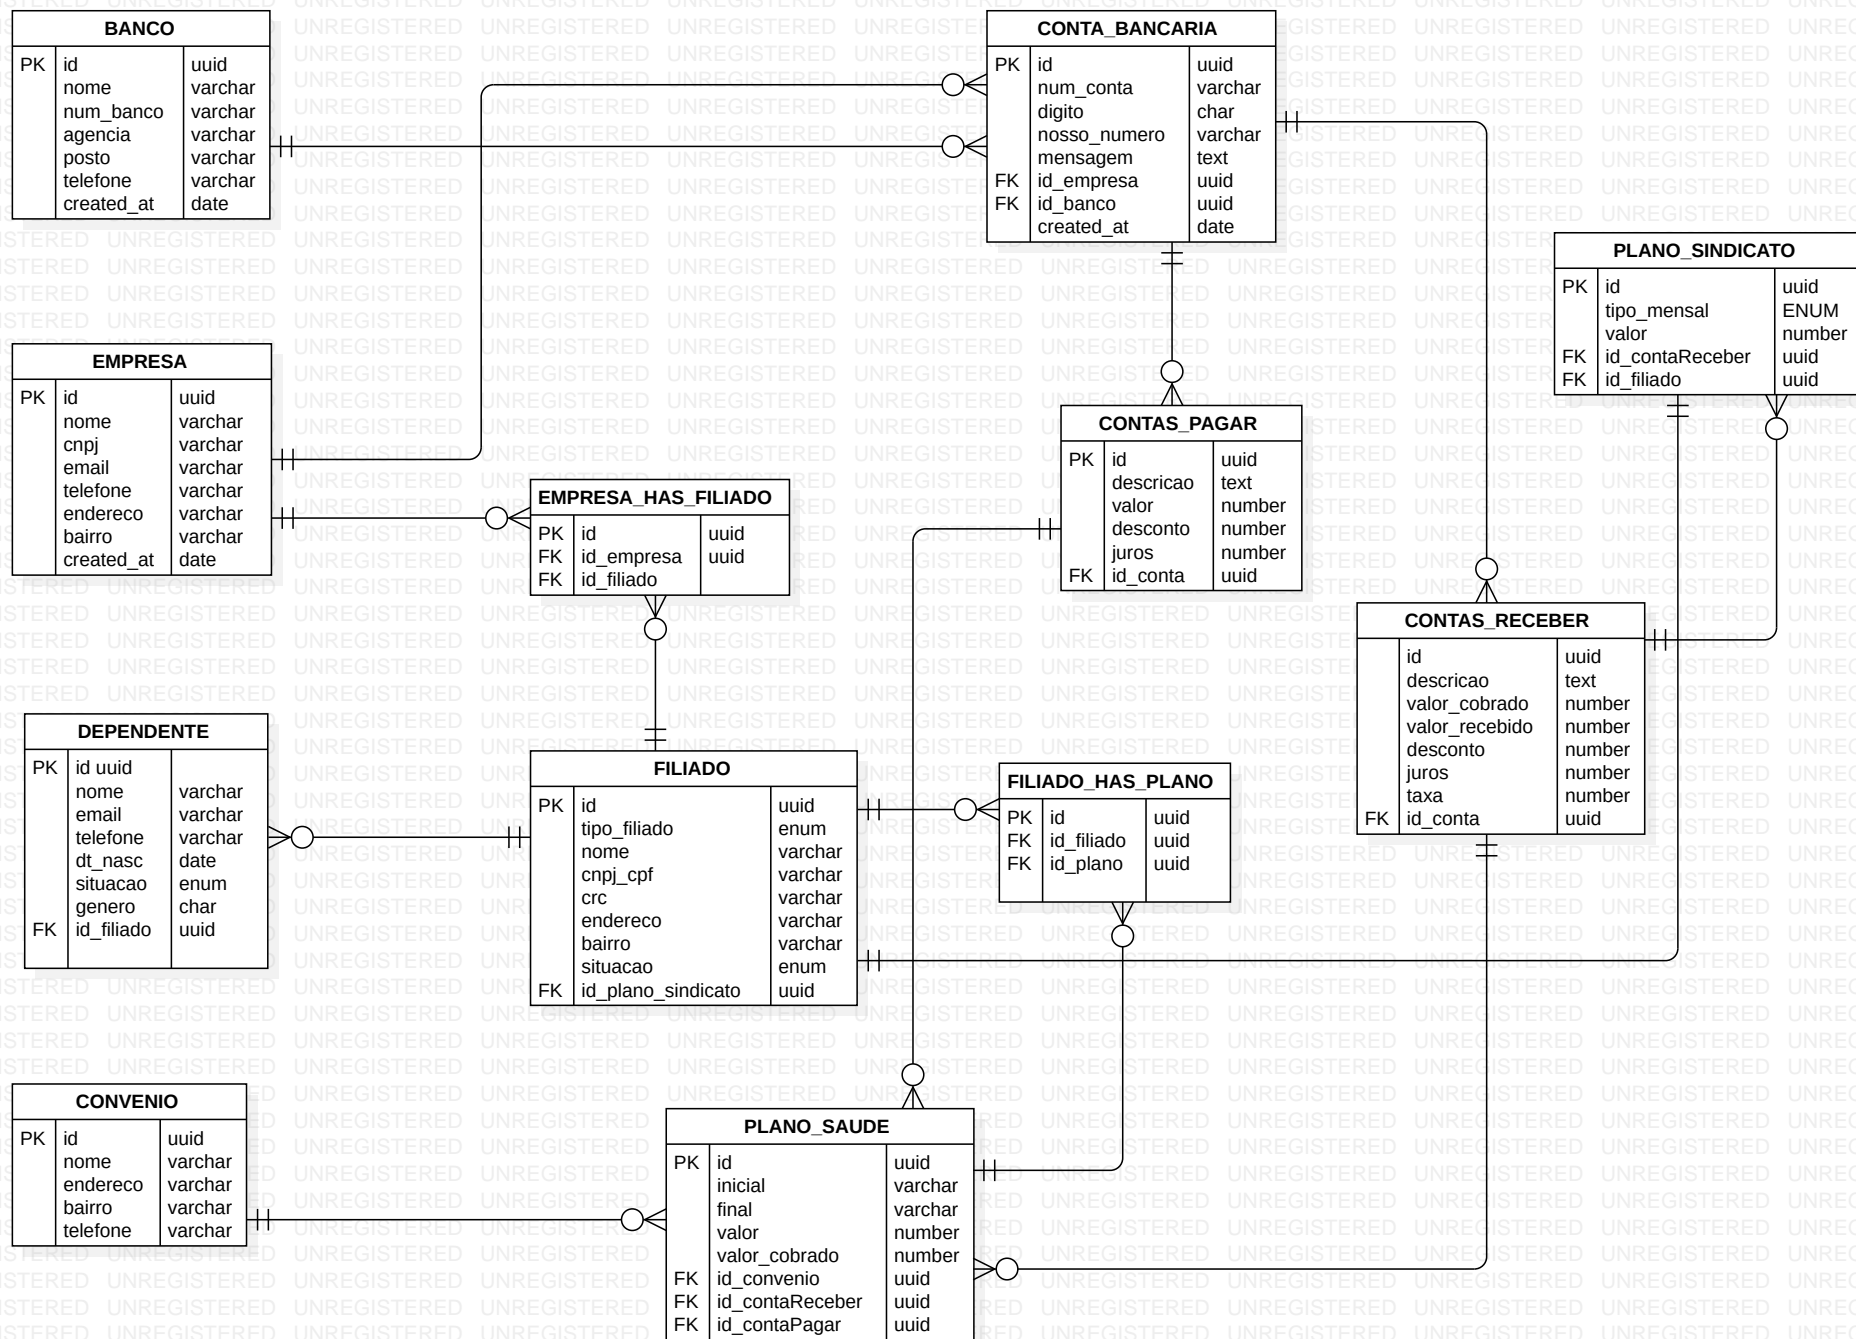 BANCO
PK id uuid
nome varchar
num_banco varchar
agencia varchar
posto varchar
telefone varchar
created_at date
CONTA_BANCARIA
PK id uuid
num_conta varchar
digito char
nosso_numero varchar
mensagem text
FK id_empresa uuid
FK id_banco uuid
created_at date
PLANO_SINDICATO
PK id uuid
tipo_mensal ENUM
valor number
FK id_contaReceber uuid
FK id_filiado uuid
EMPRESA
PK id uuid
nome varchar
cnpj varchar
email varchar
telefone varchar
endereco varchar
bairro varchar
created_at date
CONTAS_PAGAR
PK id uuid
descricao text
valor number
desconto number
juros number
FK id_conta uuid
EMPRESA_HAS_FILIADO
PK id uuid
FK id_empresa uuid
FK id_filiado
CONTAS_RECEBER
id uuid
descricao text
valor_cobrado number
valor_recebido number
desconto number
juros number
taxa number
FK id_conta uuid
DEPENDENTE
PK id uuid
nome varchar
email varchar
telefone varchar
dt_nasc date
situacao enum
genero char
FK id_filiado uuid
FILIADO
PK id uuid
tipo_filiado enum
nome varchar
cnpj_cpf varchar
crc varchar
endereco varchar
bairro varchar
situacao enum
FK id_plano_sindicato uuid
FILIADO_HAS_PLANO
PK id uuid
FK id_filiado uuid
FK id_plano uuid
CONVENIO
PK id uuid
nome varchar
endereco varchar
bairro varchar
telefone varchar
PLANO_SAUDE
PK id uuid
inicial varchar
final varchar
valor number
valor_cobrado number
FK id_convenio uuid
FK id_contaReceber uuid
FK id_contaPagar uuid
UNREGISTERED